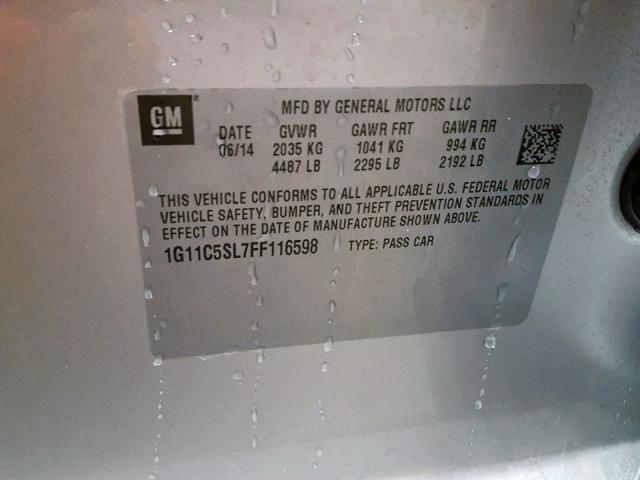 GM
MFD BY GENERAL MOTORS LLC
DATE GVWR GAWR FRT GAWR RR
06/14 2035 KG 1041 KG 994 KG
4487 LB 2295 LB 2192 LB
THIS VEHICLE CONFORMS TO ALL APPLICABLE U.S. FEDERAL MOTOR
VEHICLE SAFETY, BUMPER, AND THEFT PREVENTION STANDARDS IN
EFFECT ON THE DATE OF MANUFACTURE SHOWN ABOVE.
1G11C5SL7FF116598 TYPE: PASS CAR